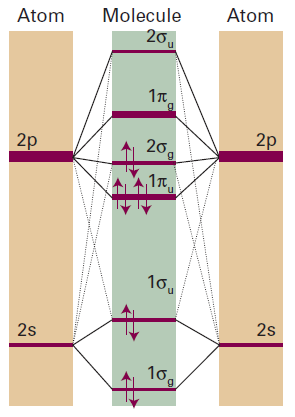 Atom Molecule Atom
2σu
1πg
2p 2σg 2p
1πu
1σu
2s 2s
1σg